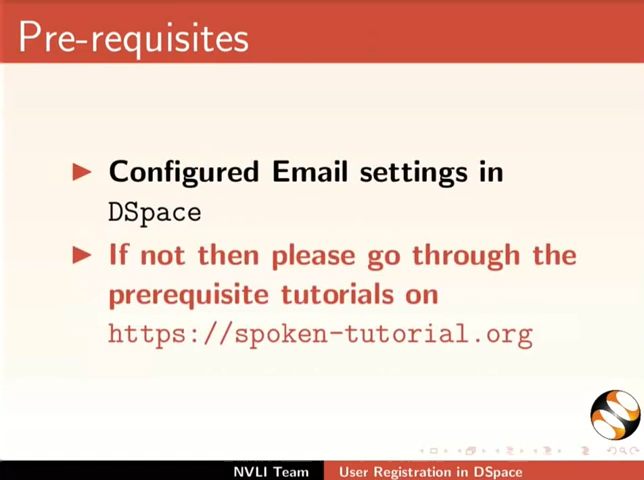 Pre-requisites
Configured Email settings in
DSpace
If not then please go through the
prerequisite tutorials on
https://spoken-tutorial.org
NVLI Team User Registration in DSpace